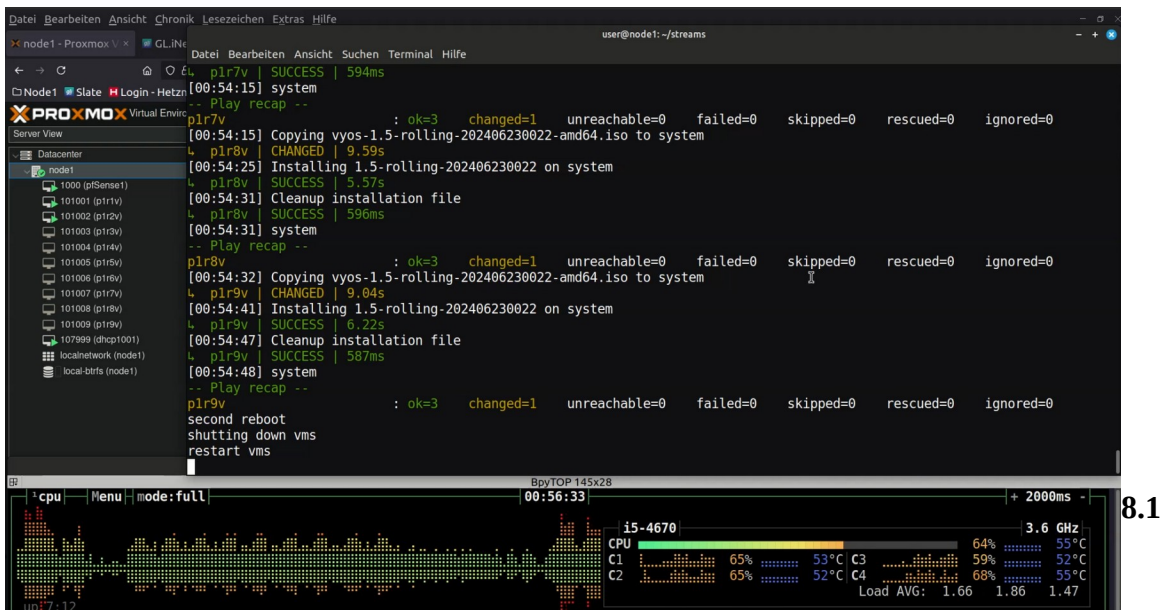 Datei Bearbeiten Ansicht Chronik Lesezeichen Extras Hilfe
user@node1: ~/streams
node1 - Proxmox V
GL.iNe
Datei Bearbeiten Ansicht Suchen Terminal Hilfe
Node1 Slate Login - Hetzn
PROXMOX Virtual Enviro
Server View
Datacenter
node1
1000 (pfSense1)
101001 (p1r1v)
101002 (p1r2v)
101003 (p1r3v)
101004 (p1r4v)
101005 (p1r5v)
101006 (p1r6v)
101007 (p1r7v)
101008 (p1r8v)
101009 (p1r9v)
107999 (dhcp1001)
localnetwork (node1)
local-btrfs (node1)
↳ p1r7v | SUCCESS | 594ms
[00:54:15] system
-- Play recap --
p1r7v : ok=3 changed=1 unreachable=0 failed=0 skipped=0 rescued=0 ignored=0
[00:54:15] Copying vyos-1.5-rolling-202406230022-amd64.iso to system
↳ p1r8v | CHANGED | 9.59s
[00:54:25] Installing 1.5-rolling-202406230022 on system
↳ p1r8v | SUCCESS | 5.57s
[00:54:31] Cleanup installation file
↳ p1r8v | SUCCESS | 596ms
[00:54:31] system
-- Play recap --
p1r8v : ok=3 changed=1 unreachable=0 failed=0 skipped=0 rescued=0 ignored=0
[00:54:32] Copying vyos-1.5-rolling-202406230022-amd64.iso to system
↳ p1r9v | CHANGED | 9.04s
[00:54:41] Installing 1.5-rolling-202406230022 on system
↳ p1r9v | SUCCESS | 6.22s
[00:54:47] Cleanup installation file
↳ p1r9v | SUCCESS | 587ms
[00:54:48] system
-- Play recap --
p1r9v : ok=3 changed=1 unreachable=0 failed=0 skipped=0 rescued=0 ignored=0
second reboot
shutting down vms
restart vms
BpyTOP 145x28
¹cpu Menu mode:full 00:56:33 + 2000ms -
8.1
i5-4670 3.6 GHz
CPU 64% 55°C
C1 65% 53°C C3 59% 52°C
C2 65% 52°C C4 68% 55°C
Load AVG: 1.66 1.86 1.47
up 7:12